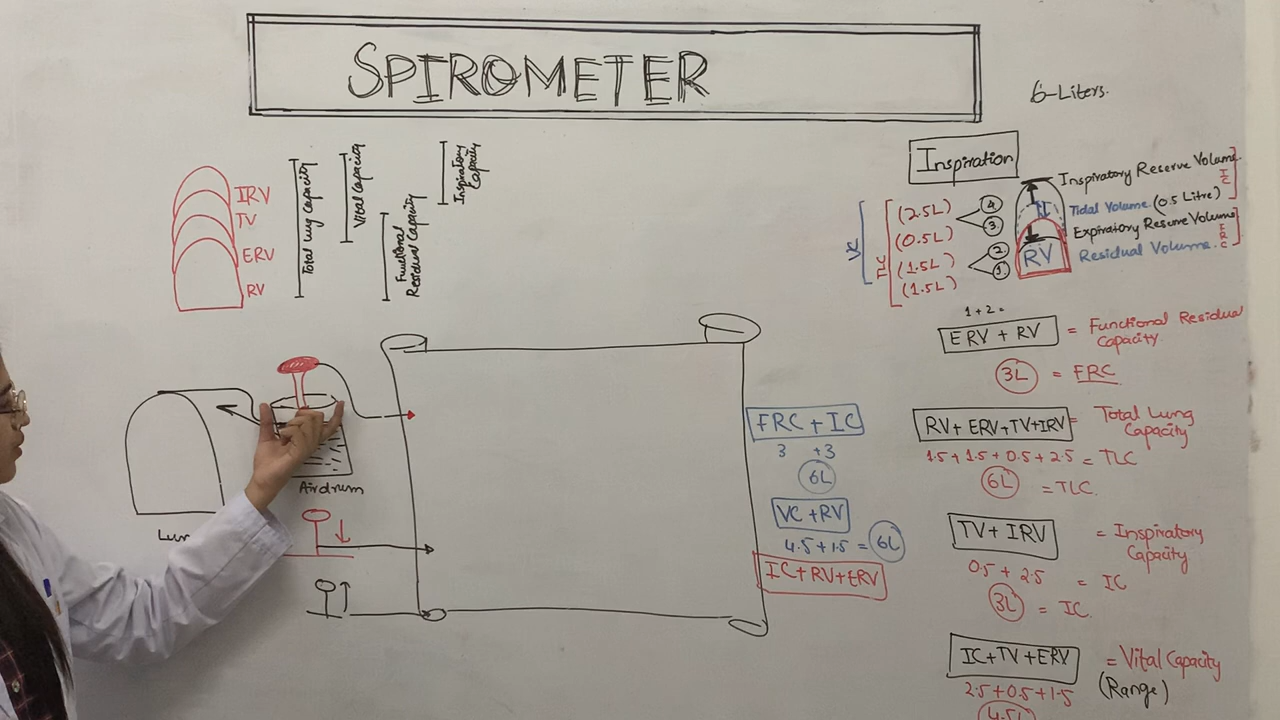 SPIROMETER
6-Liters.
IRV
TV
ERV
RV
Total lung Capacity
Vital Capacity
Functional
Residual Capacity
Inspiratory
Capacity
Inspiration
VC
TLC
(2.5L)
(0.5L)
(1.5L)
(1.5L)
4
3
2
1
RV
Inspiratory Reserve Volume
Tidal Volume (0.5 Litre)
Expiratory Reserve Volume
Residual Volume.
IC
FRC
1+2=
ERV + RV = Functional Residual
Capacity.
3L = FRC
RV+ ERV+TV+IRV = Total Lung
Capacity
1.5+1.5+0.5+2.5 = TLC
6L = TLC.
TV + IRV = Inspiratory
Capacity
0.5 + 2.5 = IC
3L = IC
IC+TV+ERV = Vital Capacity
(Range)
2.5+0.5+1.5
4.5L
FRC + IC
3 +3
6L
VC +RV
4.5+1.5 = 6L
IC+RV+ERV
Airdrum